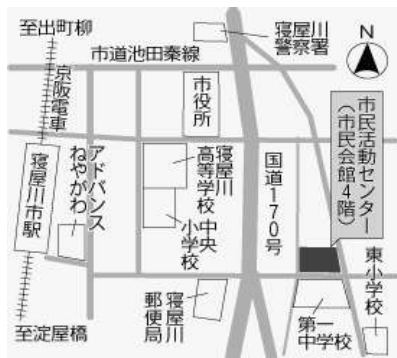 至出町柳
寝屋川
警察署
N
市道池田秦線
京阪電車
市役所
市民活動センター
(市民会館4階)
アドバンス
ねやがわ
寝屋川
高等学校
国道170号
寝屋川市駅
中央
小学校
東小学校
寝屋川
郵便局
第一
中学校
至淀屋橋